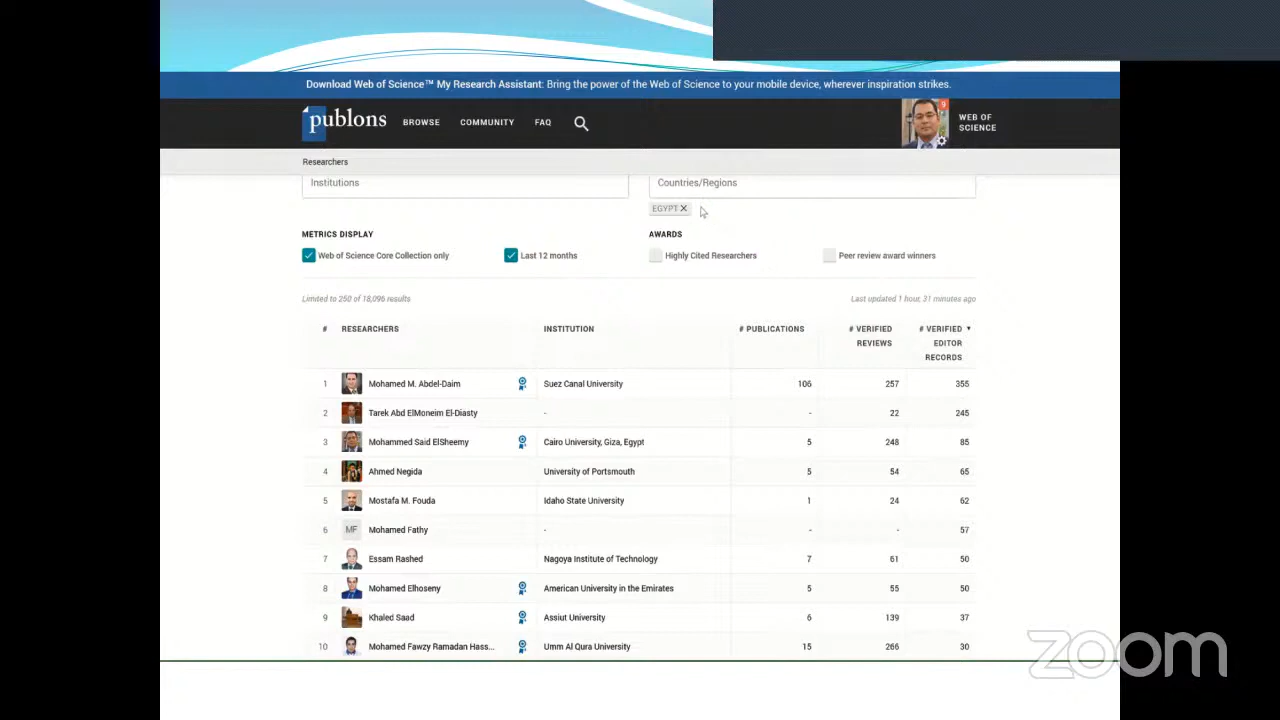 Download Web of Science™ My Research Assistant: Bring the power of the Web of Science to your mobile device, wherever inspiration strikes.
publons BROWSE COMMUNITY FAQ 9 WEB OF SCIENCE
Researchers
Institutions Countries/Regions
EGYPT ✕
METRICS DISPLAY AWARDS
Web of Science Core Collection only Last 12 months Highly Cited Researchers Peer review award winners
Limited to 250 of 18,096 results Last updated 1 hour, 31 minutes ago
# RESEARCHERS INSTITUTION # PUBLICATIONS # VERIFIED REVIEWS # VERIFIED EDITOR RECORDS
1 Mohamed M. Abdel-Daim Suez Canal University 106 257 355
2 Tarek Abd ElMoneim El-Diasty - - 22 245
3 Mohammed Said ElSheemy Cairo University, Giza, Egypt 5 248 85
4 Ahmed Negida University of Portsmouth 5 54 65
5 Mostafa M. Fouda Idaho State University 1 24 62
6 MF Mohamed Fathy - - - 57
7 Essam Rashed Nagoya Institute of Technology 7 61 50
8 Mohamed Elhoseny American University in the Emirates 5 55 50
9 Khaled Saad Assiut University 6 139 37
10 Mohamed Fawzy Ramadan Hass... Umm Al Qura University 15 266 30
zoom